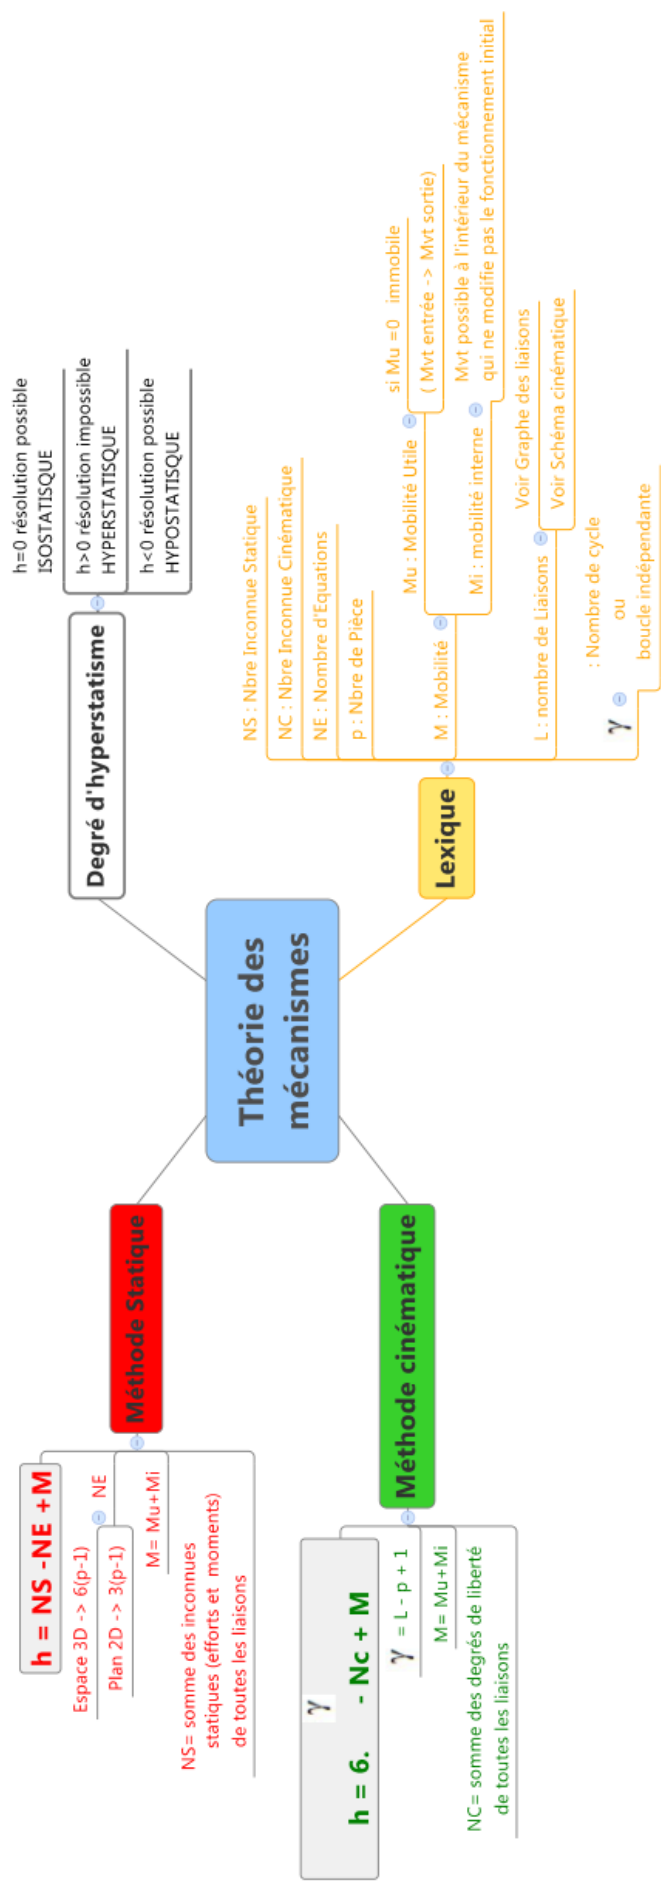 Théorie des
mécanismes
Méthode Statique
h = NS -NE +M
NE
Espace 3D -> 6(p-1)
Plan 2D -> 3(p-1)
M= Mu+Mi
NS= somme des inconnues
statiques (efforts et moments)
de toutes les liaisons
Méthode cinématique
h = 6. γ - Nc + M
γ = L - p + 1
M= Mu+Mi
NC= somme des degrés de liberté
de toutes les liaisons
Degré d'hyperstatisme
h=0 résolution possible
ISOSTATISQUE
h>0 résolution impossible
HYPERSTATISQUE
h<0 résolution possible
HYPOSTATISQUE
Lexique
NS : Nbre Inconnue Statique
NC : Nbre Inconnue Cinématique
NE : Nombre d'Equations
p : Nbre de Pièce
M : Mobilité
Mu : Mobilité Utile
si Mu =0 immobile
( Mvt entrée -> Mvt sortie)
Mi : mobilité interne
Mvt possible à l'intérieur du mécanisme
qui ne modifie pas le fonctionnement initial
L : nombre de Liaisons
Voir Graphe des liaisons
Voir Schéma cinématique
γ
: Nombre de cycle
ou
boucle indépendante